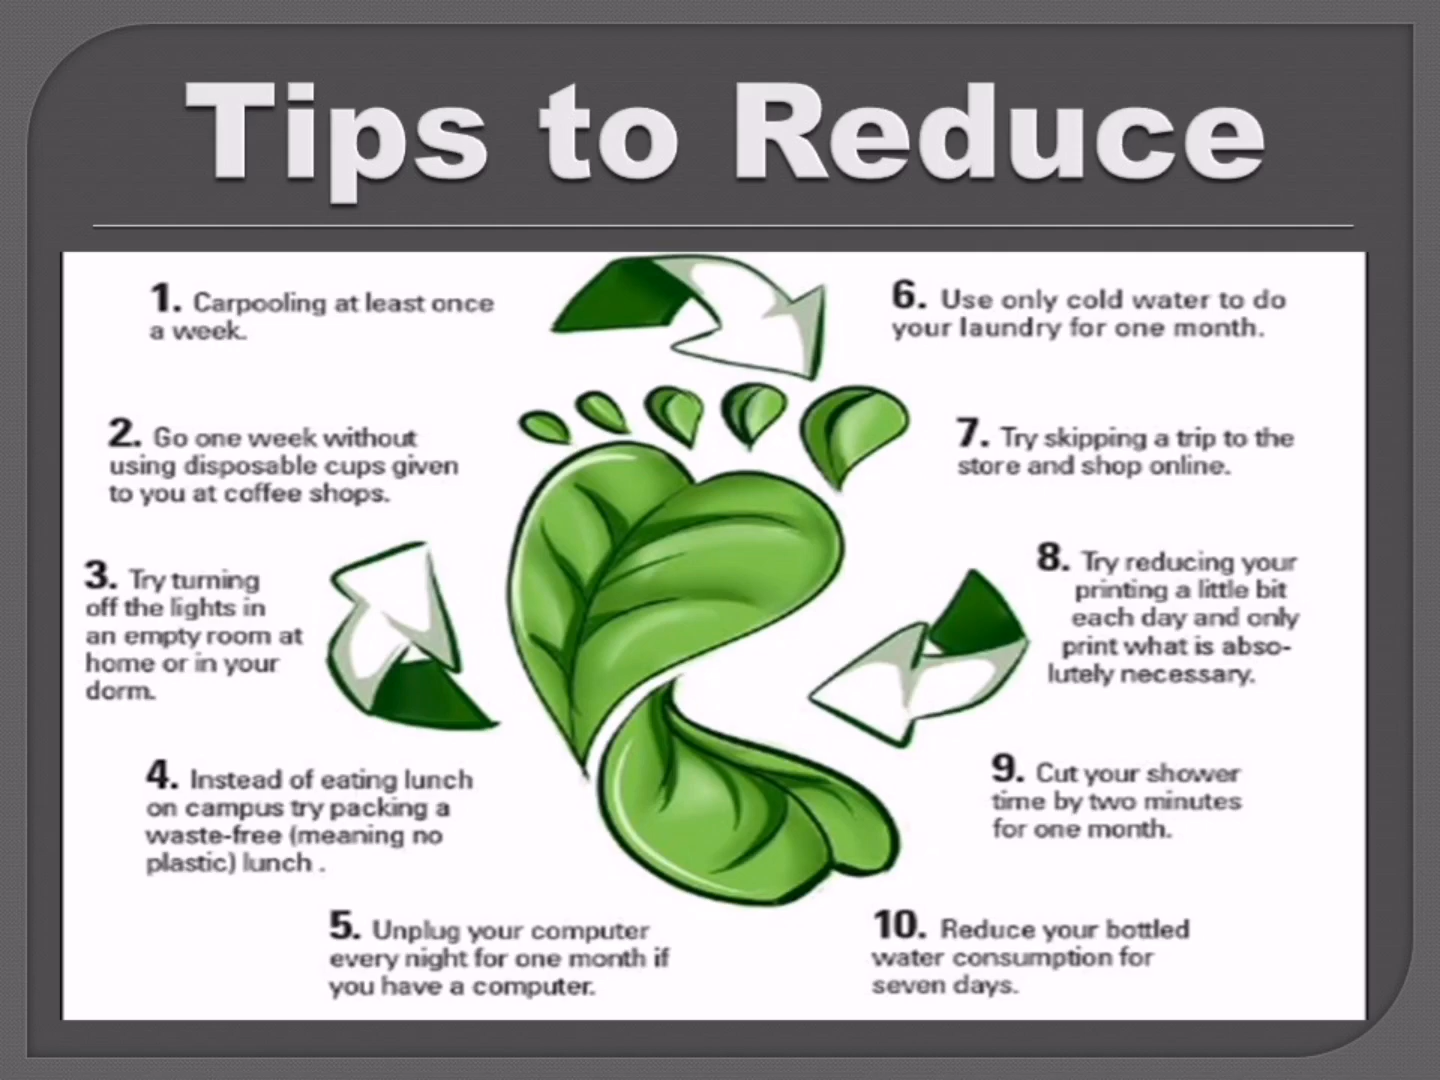 Tips to Reduce
1. Carpooling at least once
a week.
2. Go one week without
using disposable cups given
to you at coffee shops.
3. Try turning
off the lights in
an empty room at
home or in your
dorm.
4. Instead of eating lunch
on campus try packing a
waste-free (meaning no
plastic) lunch .
5. Unplug your computer
every night for one month if
you have a computer.
6. Use only cold water to do
your laundry for one month.
7. Try skipping a trip to the
store and shop online.
8. Try reducing your
printing a little bit
each day and only
print what is abso-
lutely necessary.
9. Cut your shower
time by two minutes
for one month.
10. Reduce your bottled
water consumption for
seven days.